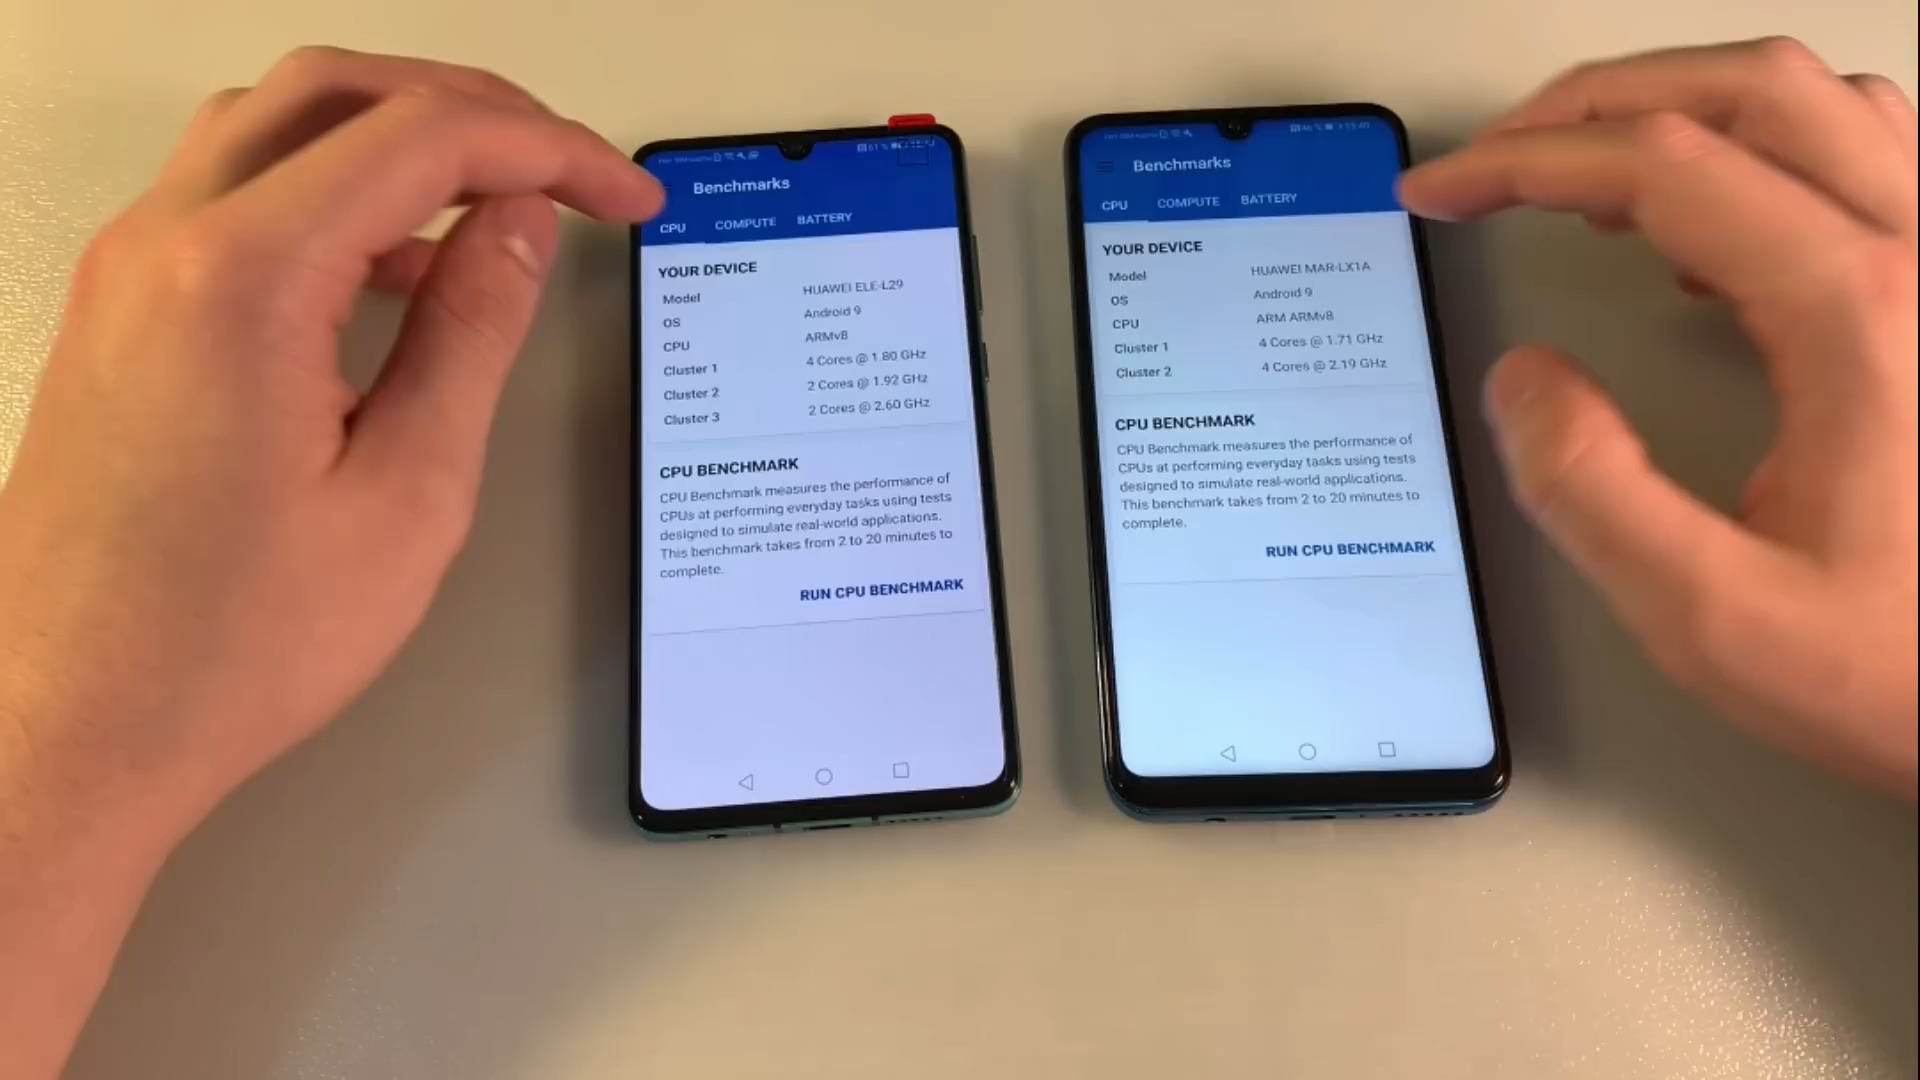 61 %
Benchmarks
CPU COMPUTE BATTERY
YOUR DEVICE
Model HUAWEI ELE-L29
OS Android 9
CPU ARMv8
Cluster 1 4 Cores @ 1.80 GHz
Cluster 2 2 Cores @ 1.92 GHz
Cluster 3 2 Cores @ 2.60 GHz
CPU BENCHMARK
CPU Benchmark measures the performance of
CPUs at performing everyday tasks using tests
designed to simulate real-world applications.
This benchmark takes from 2 to 20 minutes to
complete.
RUN CPU BENCHMARK
46 %
Benchmarks
CPU COMPUTE BATTERY
YOUR DEVICE
Model HUAWEI MAR-LX1A
OS Android 9
CPU ARM ARMv8
Cluster 1 4 Cores @ 1.71 GHz
Cluster 2 4 Cores @ 2.19 GHz
CPU BENCHMARK
CPU Benchmark measures the performance of
CPUs at performing everyday tasks using tests
designed to simulate real-world applications.
This benchmark takes from 2 to 20 minutes to
complete.
RUN CPU BENCHMARK